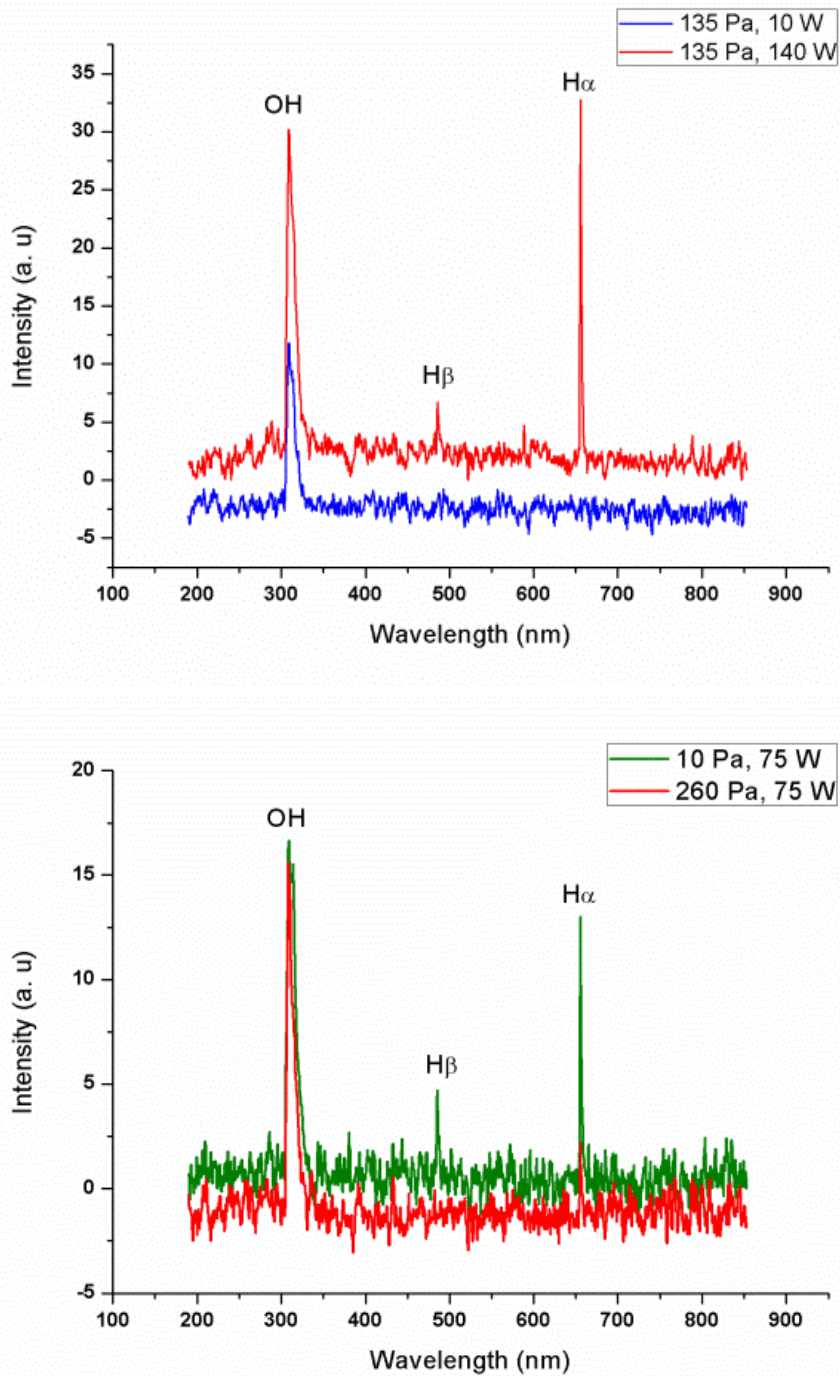 135 Pa, 10 W
135 Pa, 140 W
35
30
25
20
15
10
5
0
-5
OH
Hβ
Hα
Intensity (a. u)
100 200 300 400 500 600 700 800 900
Wavelength (nm)
10 Pa, 75 W
260 Pa, 75 W
20
15
10
5
0
-5
OH
Hβ
Hα
Intensity (a. u)
100 200 300 400 500 600 700 800 900
Wavelength (nm)